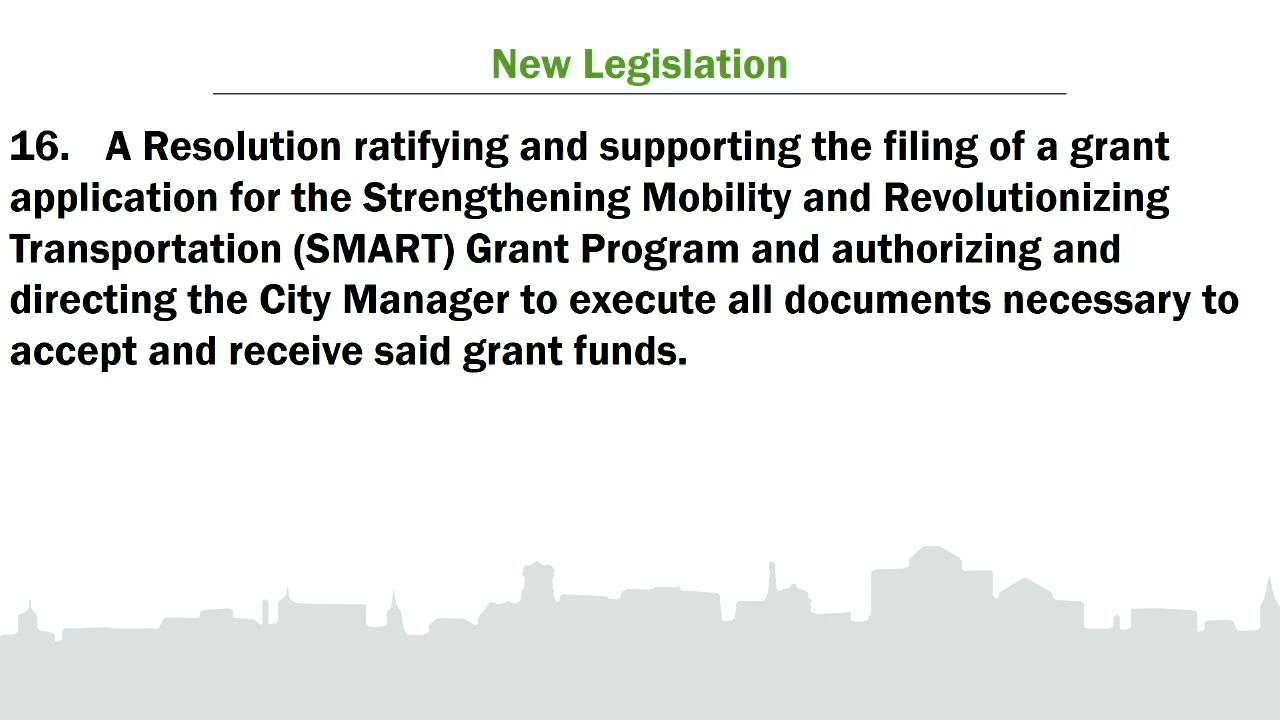 New Legislation
16. A Resolution ratifying and supporting the filing of a grant
application for the Strengthening Mobility and Revolutionizing
Transportation (SMART) Grant Program and authorizing and
directing the City Manager to execute all documents necessary to
accept and receive said grant funds.